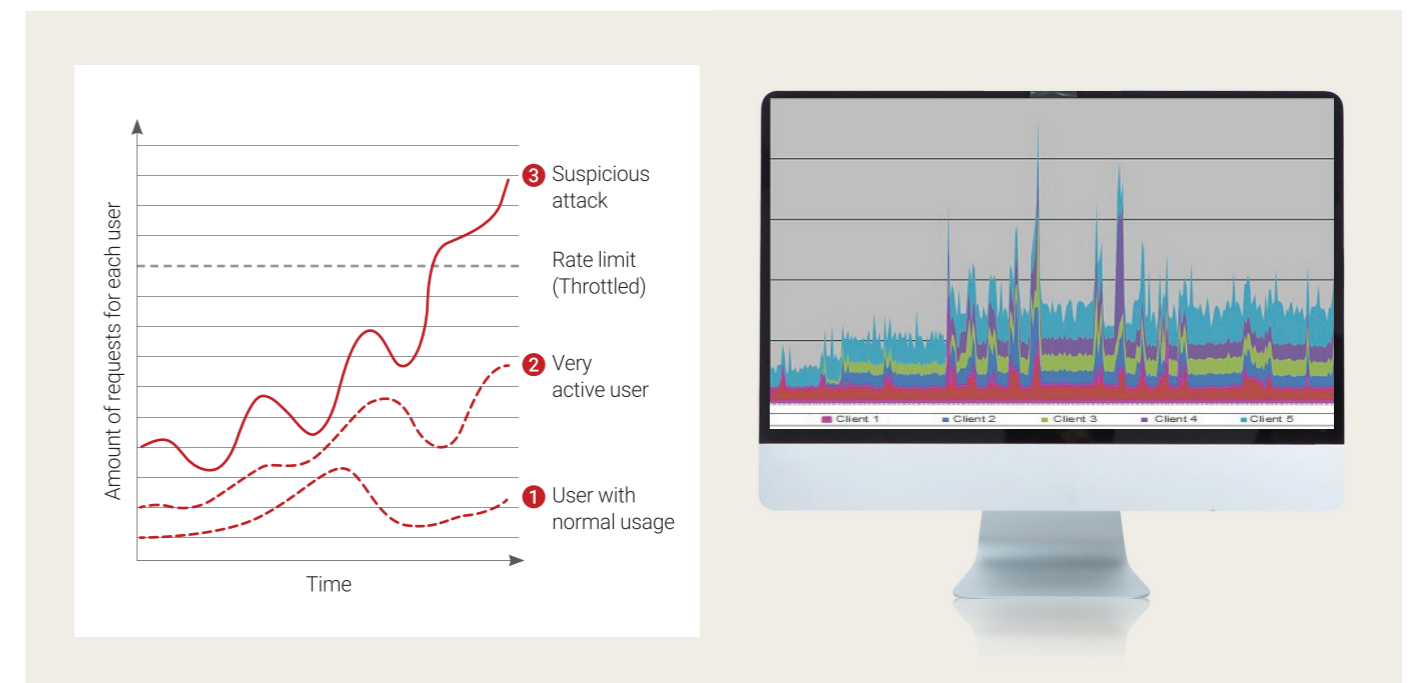 Amount of requests for each user
3 Suspicious
attack
Rate limit
(Throttled)
2 Very
active user
1 User with
normal usage
Time
Client 1 Client 2 Client 3 Client 4 Client 5